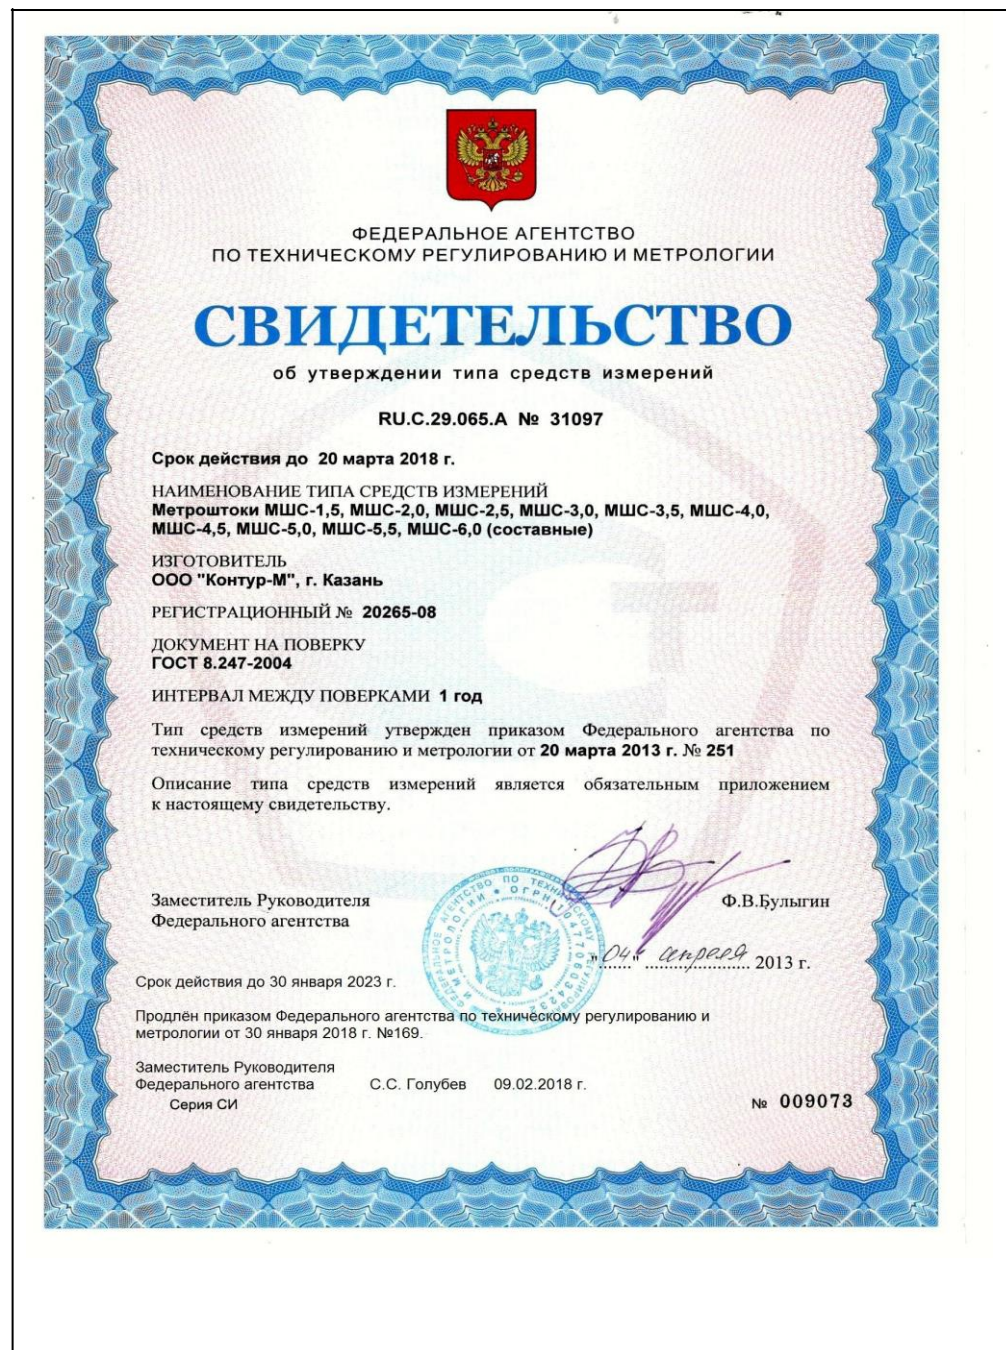 ФЕДЕРАЛЬНОЕ АГЕНТСТВО
ПО ТЕХНИЧЕСКОМУ РЕГУЛИРОВАНИЮ И МЕТРОЛОГИИ
СВИДЕТЕЛЬСТВО
об утверждении типа средств измерений
RU.C.29.065.A № 31097
Срок действия до 20 марта 2018 г.
НАИМЕНОВАНИЕ ТИПА СРЕДСТВ ИЗМЕРЕНИЙ
Метроштоки МШС-1,5, МШС-2,0, МШС-2,5, МШС-3,0, МШС-3,5, МШС-4,0,
МШС-4,5, МШС-5,0, МШС-5,5, МШС-6,0 (составные)
ИЗГОТОВИТЕЛЬ
ООО "Контур-М", г. Казань
РЕГИСТРАЦИОННЫЙ № 20265-08
ДОКУМЕНТ НА ПОВЕРКУ
ГОСТ 8.247-2004
ИНТЕРВАЛ МЕЖДУ ПОВЕРКАМИ 1 год
Тип средств измерений утвержден приказом Федерального агентства по
техническому регулированию и метрологии от 20 марта 2013 г. № 251
Описание типа средств измерений является обязательным приложением
к настоящему свидетельству.
Заместитель Руководителя
Федерального агентства
Ф.В.Булыгин
"04" апреля 2013 г.
Срок действия до 30 января 2023 г.
Продлён приказом Федерального агентства по техническому регулированию и
метрологии от 30 января 2018 г. №169.
Заместитель Руководителя
Федерального агентства С.С. Голубев 09.02.2018 г.
Серия СИ
№ 009073